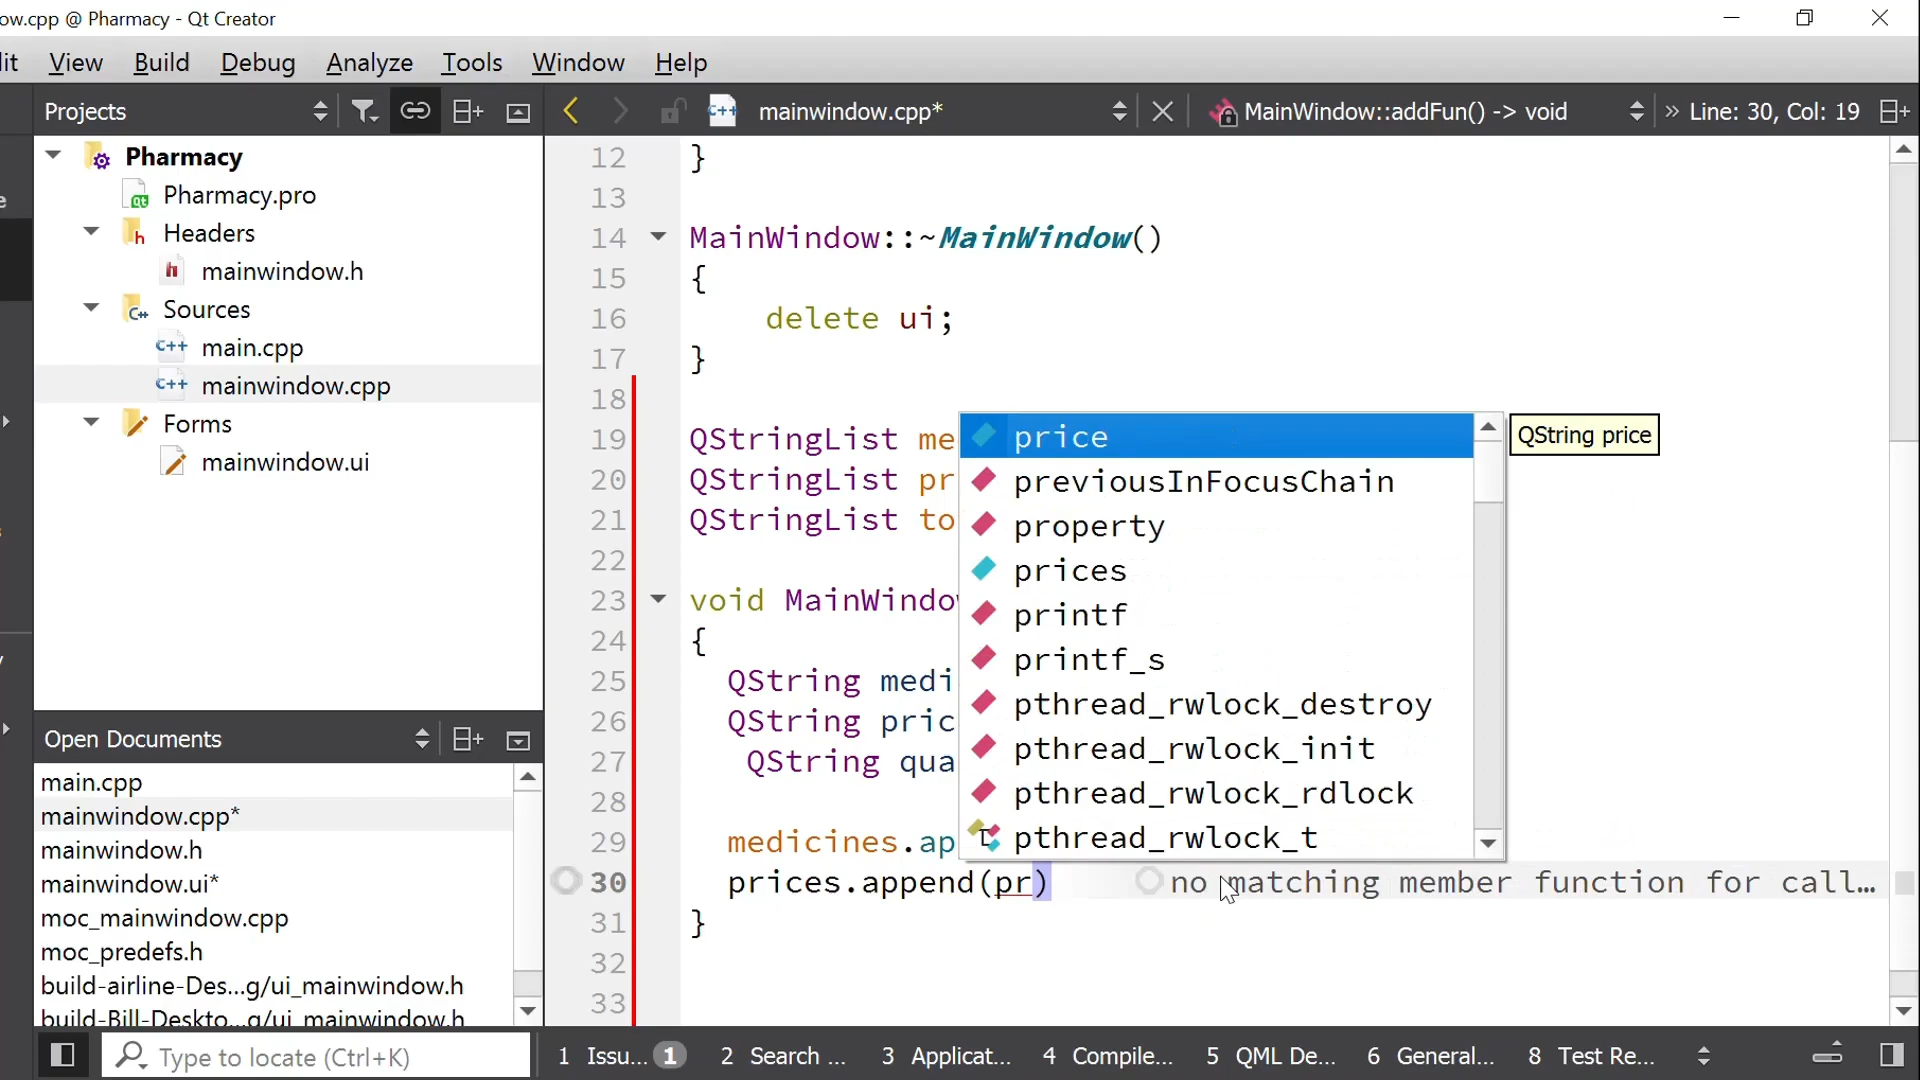 ow.cpp @ Pharmacy - Qt Creator
it View Build Debug Analyze Tools Window Help
Projects
mainwindow.cpp*
MainWindow::addFun() -> void
» Line: 30, Col: 19
Pharmacy
Pharmacy.pro
Headers
mainwindow.h
Sources
main.cpp
mainwindow.cpp
Forms
mainwindow.ui
Open Documents
main.cpp
mainwindow.cpp*
mainwindow.h
mainwindow.ui*
moc_mainwindow.cpp
moc_predefs.h
build-airline-Des...g/ui_mainwindow.h
build-Bill-Deskto...g/ui_mainwindow.h
12 }
13
14 MainWindow::~MainWindow()
15 {
16 delete ui;
17 }
18
19 QStringList me
20 QStringList pr
21 QStringList to
22
23 void MainWindow
24 {
25 QString medi
26 QString pric
27 QString qua
28
29 medicines.ap
30 prices.append(pr) no matching member function for call...
31 }
32
33
price
previousInFocusChain
property
prices
printf
printf_s
pthread_rwlock_destroy
pthread_rwlock_init
pthread_rwlock_rdlock
pthread_rwlock_t
QString price
Type to locate (Ctrl+K)
1 Issu... 1 2 Search ... 3 Applicat... 4 Compile... 5 QML De... 6 General... 8 Test Re...